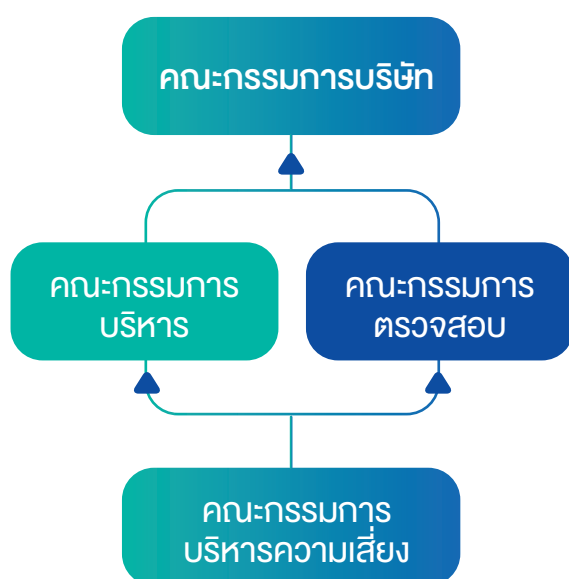 คณะกรรมการบริษัท
คณะกรรมการ
บริหาร
คณะกรรมการ
ตรวจสอบ
คณะกรรมการ
บริหารความเสี่ยง